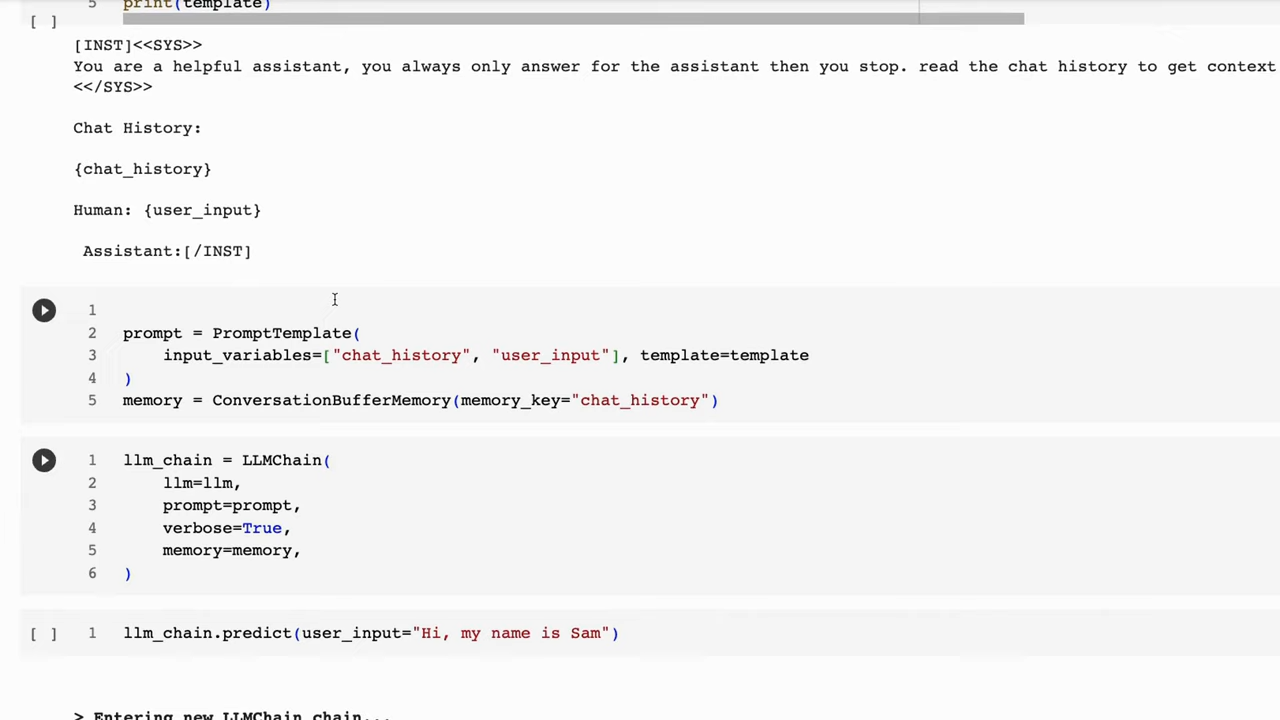 5 print(template)
[ ]
[INST]<<SYS>>
You are a helpful assistant, you always only answer for the assistant then you stop. read the chat history to get context
<</SYS>>
Chat History:
{chat_history}
Human: {user_input}
Assistant:[/INST]
1
2 prompt = PromptTemplate(
3     input_variables=["chat_history", "user_input"], template=template
4 )
5 memory = ConversationBufferMemory(memory_key="chat_history")
1 llm_chain = LLMChain(
2     llm=llm,
3     prompt=prompt,
4     verbose=True,
5     memory=memory,
6 )
[ ] 1 llm_chain.predict(user_input="Hi, my name is Sam")
> Entering new LLMChain chain...